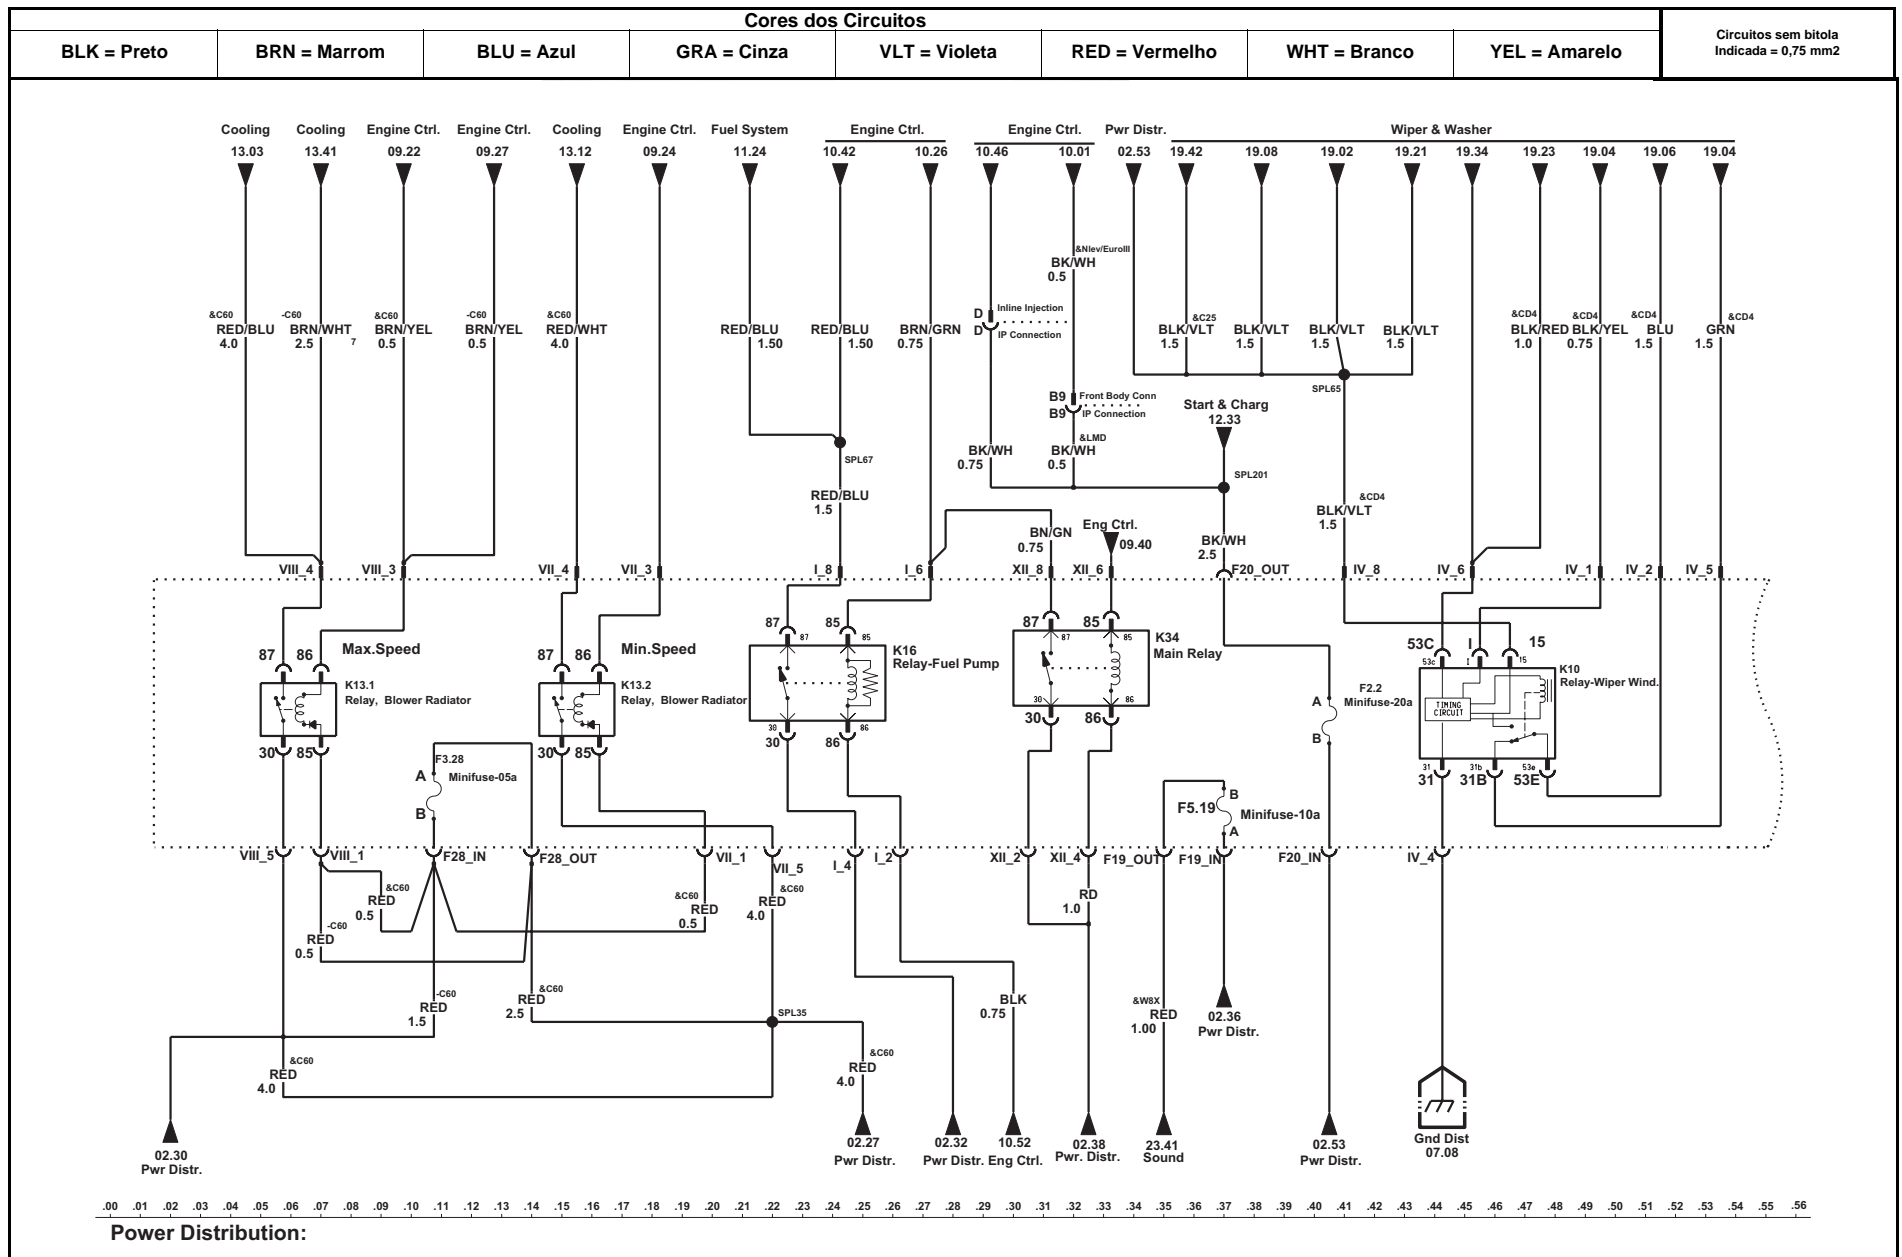 Cores dos Circuitos
BLK = Preto BRN = Marrom BLU = Azul GRA = Cinza VLT = Violeta RED = Vermelho WHT = Branco YEL = Amarelo
Circuitos sem bitola
Indicada = 0,75 mm2
Cooling Cooling Engine Ctrl. Engine Ctrl. Cooling Engine Ctrl. Fuel System Engine Ctrl. Engine Ctrl. Pwr Distr. Wiper & Washer
13.03 13.41 09.22 09.27 13.12 09.24 11.24 10.42 10.26 10.46 10.01 02.53 19.42 19.08 19.02 19.21 19.34 19.23 19.04 19.06 19.04
&Nlev/EuroIII
BK/WH
0.5
D Inline Injection
D IP Connection
&C60 -C60 &C60 -C60 &C60 &C25 &CD4 &CD4 &CD4 &CD4
RED/BLU BRN/WHT BRN/YEL BRN/YEL RED/WHT RED/BLU RED/BLU BRN/GRN BLK/VLT BLK/VLT BLK/VLT BLK/VLT BLK/RED BLK/YEL BLU GRN
4.0 2.5 7 0.5 0.5 4.0 1.50 1.50 0.75 1.5 1.5 1.5 1.5 1.0 0.75 1.5 1.5
SPL65
B9 Front Body Conn
B9 IP Connection
Start & Charg
12.33
&LMD
BK/WH BK/WH
0.75 0.5
SPL67
SPL201
RED/BLU
1.5
&CD4
BLK/VLT
1.5
BN/GN
0.75
Eng Ctrl.
09.40
BK/WH
2.5
VIII_4 VIII_3 VII_4 VII_3 I_8 I_6 XII_8 XII_6 F20_OUT IV_8 IV_6 IV_1 IV_2 IV_5
87 86 Max.Speed
K13.1
Relay, Blower Radiator
30 85
87 86 Min.Speed
K13.2
Relay, Blower Radiator
30 85
87 85
87 85
K16
Relay-Fuel Pump
30 86
30 86
87 85
87 85
K34
Main Relay
30 86
30 86
A F2.2
Minifuse-20a
B
53C I 15
53c I 15
K10
Relay-Wiper Wind.
TIMING
CIRCUIT
31 31b 53e
31 31B 53E
F3.28
A Minifuse-05a
B
B
F5.19 Minifuse-10a
A
VIII_5 VIII_1 F28_IN F28_OUT VII_1 VII_5 I_4 I_2 XII_2 XII_4 F19_OUT F19_IN F20_IN IV_4
&C60
RED
0.5
-C60
RED
0.5
&C60
RED
0.5
&C60
RED
4.0
RD
1.0
-C60
RED
1.5
&C60
RED
2.5
SPL35
BLK
0.75
&W8X
RED
1.00
02.36
Pwr Distr.
&C60
RED
4.0
&C60
RED
4.0
02.30
Pwr Distr.
02.27
Pwr Distr.
02.32
Pwr Distr.
10.52
Eng Ctrl.
02.38
Pwr. Distr.
23.41
Sound
02.53
Pwr Distr.
Gnd Dist
07.08
.00 .01 .02 .03 .04 .05 .06 .07 .08 .09 .10 .11 .12 .13 .14 .15 .16 .17 .18 .19 .20 .21 .22 .23 .24 .25 .26 .27 .28 .29 .30 .31 .32 .33 .34 .35 .36 .37 .38 .39 .40 .41 .42 .43 .44 .45 .46 .47 .48 .49 .50 .51 .52 .53 .54 .55 .56
Power Distribution: